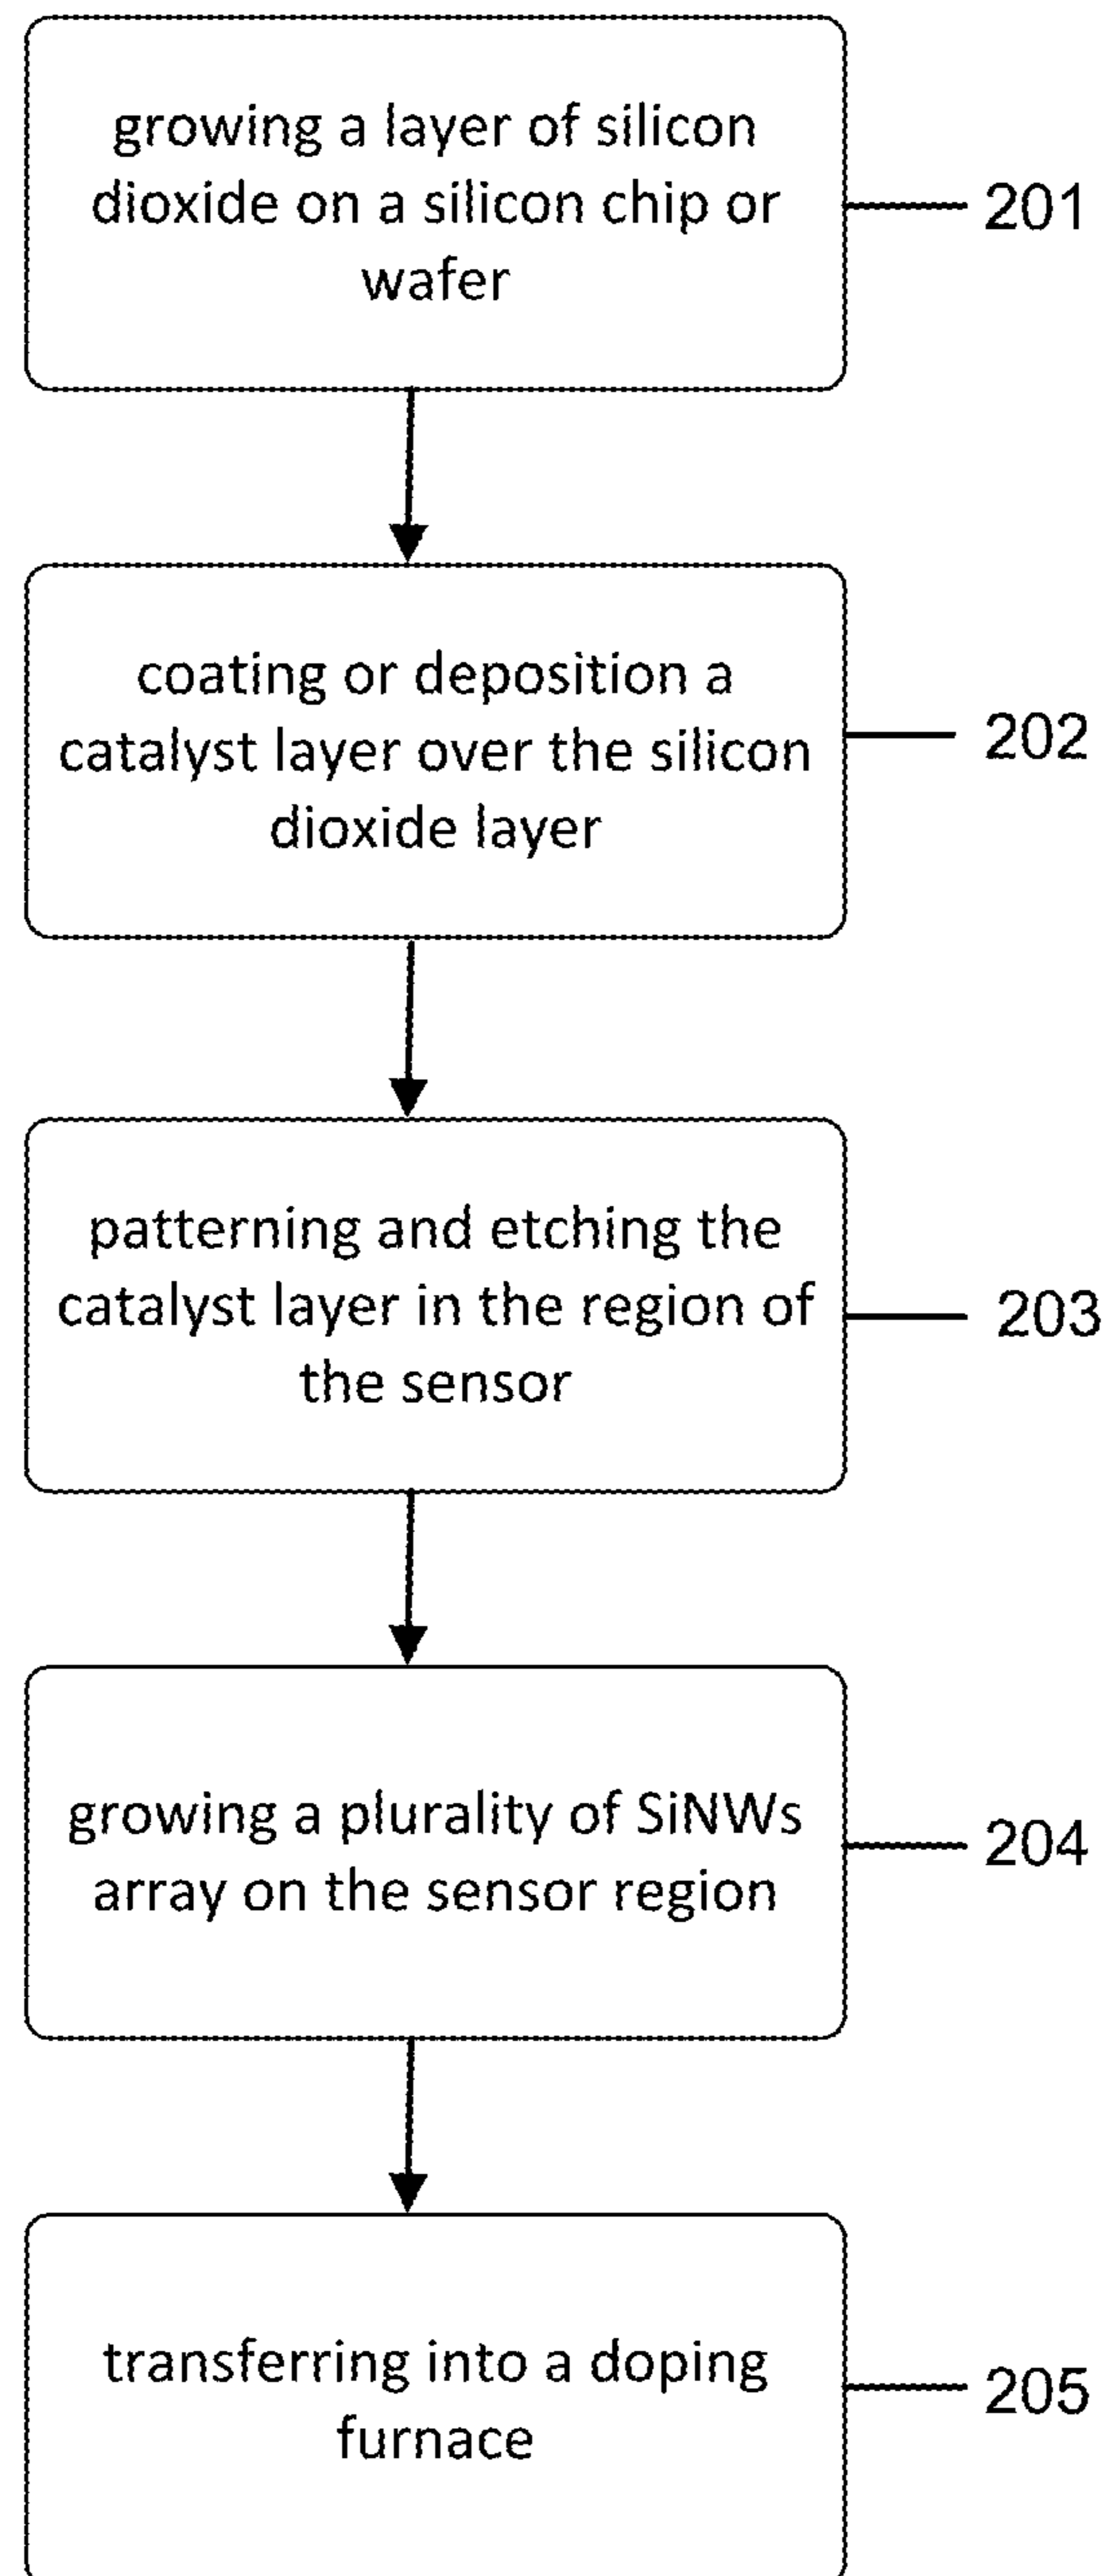 growing a layer of silicon
dioxide on a silicon chip or
wafer
201
coating or deposition a
catalyst layer over the silicon
dioxide layer
202
patterning and etching the
catalyst layer in the region of
the sensor
203
growing a plurality of SiNWs
array on the sensor region
204
transferring into a doping
furnace
205